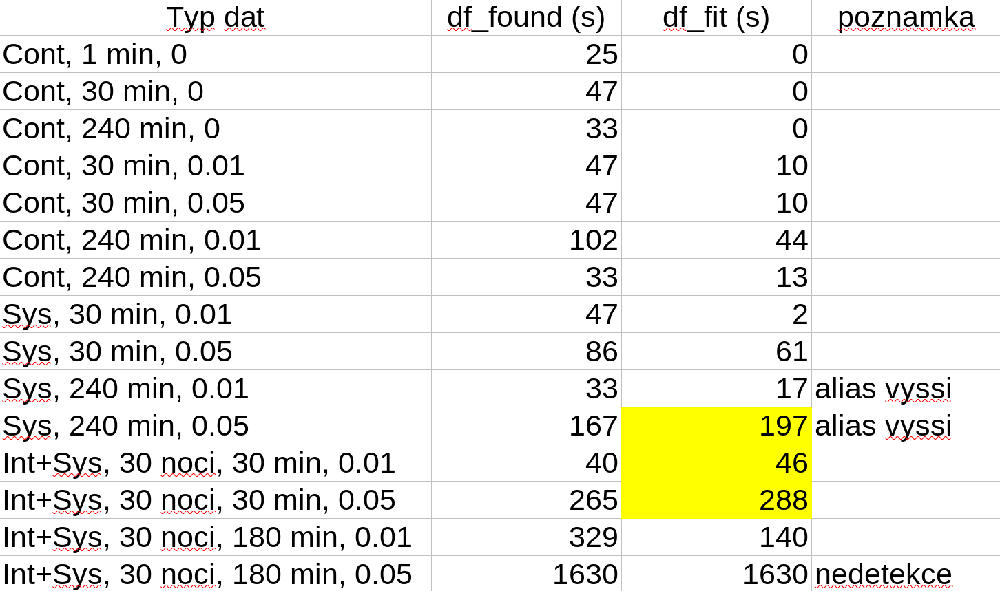 Typ dat df_found (s) df_fit (s) poznamka
Cont, 1 min, 0 25 0
Cont, 30 min, 0 47 0
Cont, 240 min, 0 33 0
Cont, 30 min, 0.01 47 10
Cont, 30 min, 0.05 47 10
Cont, 240 min, 0.01 102 44
Cont, 240 min, 0.05 33 13
Sys, 30 min, 0.01 47 2
Sys, 30 min, 0.05 86 61
Sys, 240 min, 0.01 33 17 alias vyssi
Sys, 240 min, 0.05 167 197 alias vyssi
Int+Sys, 30 noci, 30 min, 0.01 40 46
Int+Sys, 30 noci, 30 min, 0.05 265 288
Int+Sys, 30 noci, 180 min, 0.01 329 140
Int+Sys, 30 noci, 180 min, 0.05 1630 1630 nedetekce